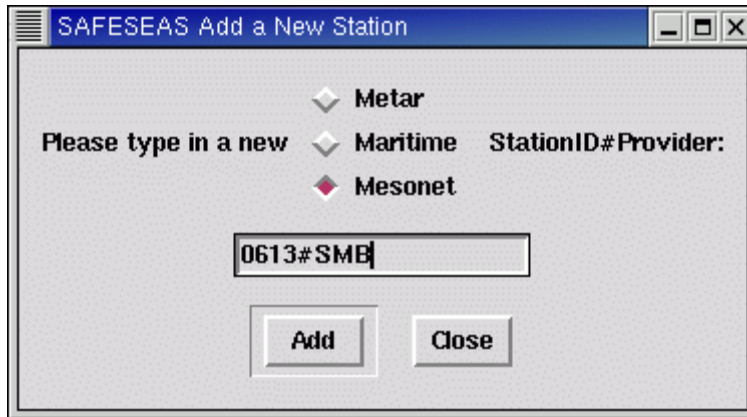 SAFESEAS Add a New Station
Metar
Please type in a new Maritime StationID#Provider:
Mesonet
0613#SMB
Add Close